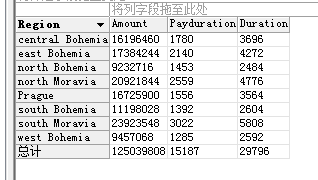 将列字段拖至此处
Region Amount Payduration Duration
central Bohemia 16196460 1780 3696
east Bohemia 17384244 2140 4272
north Bohemia 9232716 1453 2484
north Moravia 20921844 2559 4776
Prague 16725900 1556 3564
south Bohemia 11198028 1392 2604
south Moravia 23923548 3022 5808
west Bohemia 9457068 1285 2592
总计 125039808 15187 29796